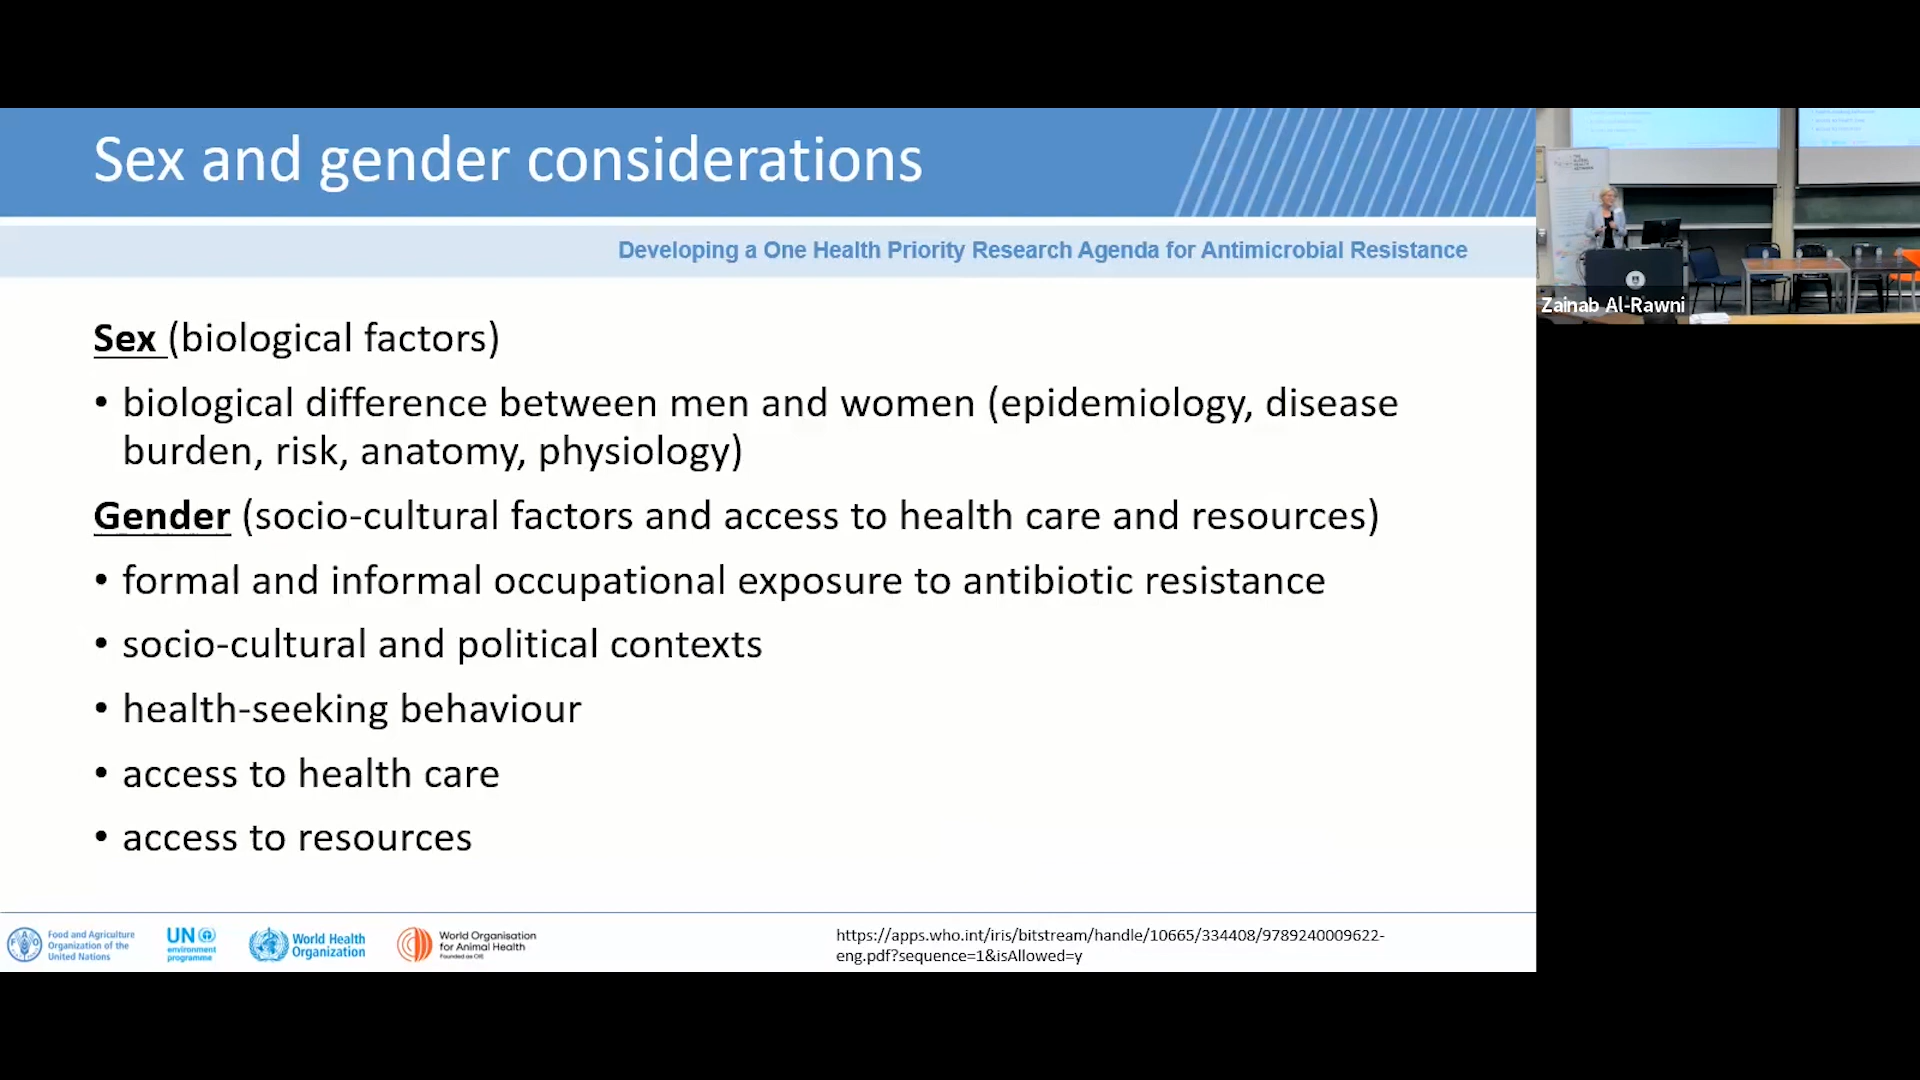 Sex and gender considerations
Developing a One Health Priority Research Agenda for Antimicrobial Resistance
Sex (biological factors)
• biological difference between men and women (epidemiology, disease
burden, risk, anatomy, physiology)
Gender (socio-cultural factors and access to health care and resources)
• formal and informal occupational exposure to antibiotic resistance
• socio-cultural and political contexts
• health-seeking behaviour
• access to health care
• access to resources
Food and Agriculture
Organization of the
United Nations
UN
environment
programme
World Health
Organization
World Organisation
for Animal Health
Founded as OIE
https://apps.who.int/iris/bitstream/handle/10665/334408/9789240009622-
eng.pdf?sequence=1&isAllowed=y
Zainab Al-Rawni